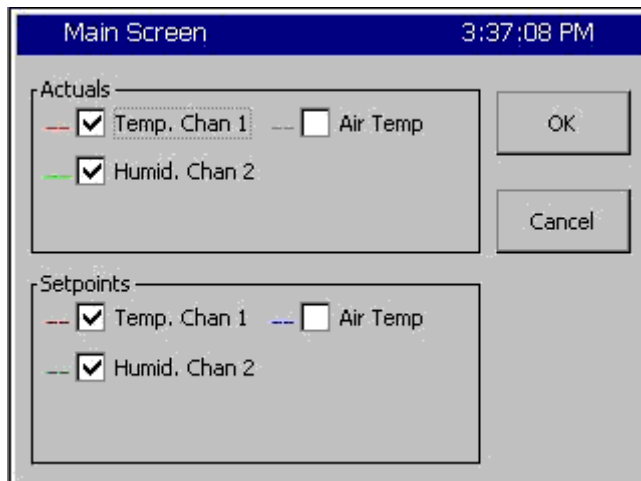 Main Screen 3:37:08 PM
Actuals
Temp. Chan 1 Air Temp
OK
Humid. Chan 2
Cancel
Setpoints
Temp. Chan 1 Air Temp
Humid. Chan 2